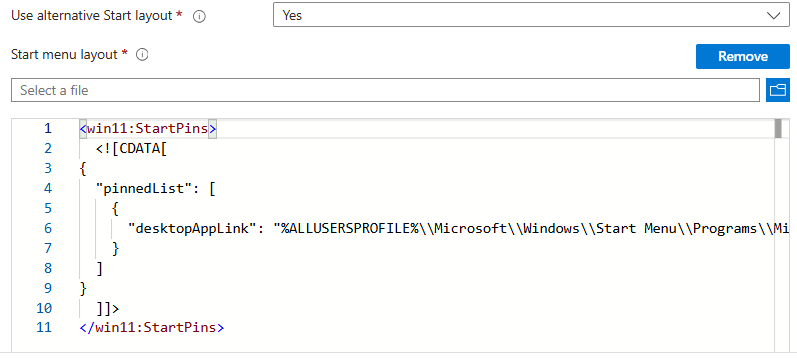 Use alternative Start layout *
Yes
Start menu layout *
Remove
Select a file
1 <win11:StartPins>
2   <![CDATA[
3 {
4   "pinnedList": [
5     {
6       "desktopAppLink": "%ALLUSERSPROFILE%\\Microsoft\\Windows\\Start Menu\\Programs\\Mi
7     }
8   ]
9 }
10   ]]>
11 </win11:StartPins>